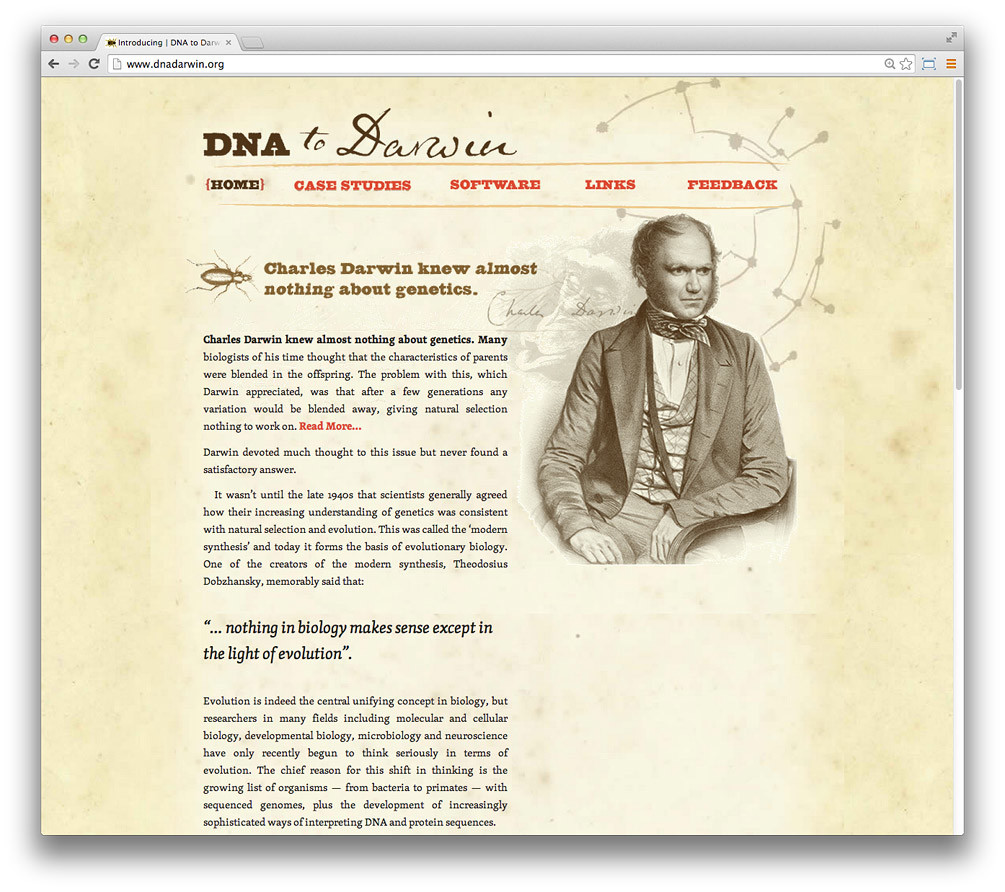 Introducing | DNA to Darw
www.dnadarwin.org
DNA to Darwin
{HOME} CASE STUDIES SOFTWARE LINKS FEEDBACK
Charles Darwin knew almost
nothing about genetics.
Charles Darwin
Charles Darwin knew almost nothing about genetics. Many
biologists of his time thought that the characteristics of parents
were blended in the offspring. The problem with this, which
Darwin appreciated, was that after a few generations any
variation would be blended away, giving natural selection
nothing to work on. Read More...
Darwin devoted much thought to this issue but never found a
satisfactory answer.
It wasn’t until the late 1940s that scientists generally agreed
how their increasing understanding of genetics was consistent
with natural selection and evolution. This was called the ‘modern
synthesis’ and today it forms the basis of evolutionary biology.
One of the creators of the modern synthesis, Theodosius
Dobzhansky, memorably said that:
“... nothing in biology makes sense except in
the light of evolution”.
Evolution is indeed the central unifying concept in biology, but
researchers in many fields including molecular and cellular
biology, developmental biology, microbiology and neuroscience
have only recently begun to think seriously in terms of
evolution. The chief reason for this shift in thinking is the
growing list of organisms — from bacteria to primates — with
sequenced genomes, plus the development of increasingly
sophisticated ways of interpreting DNA and protein sequences.